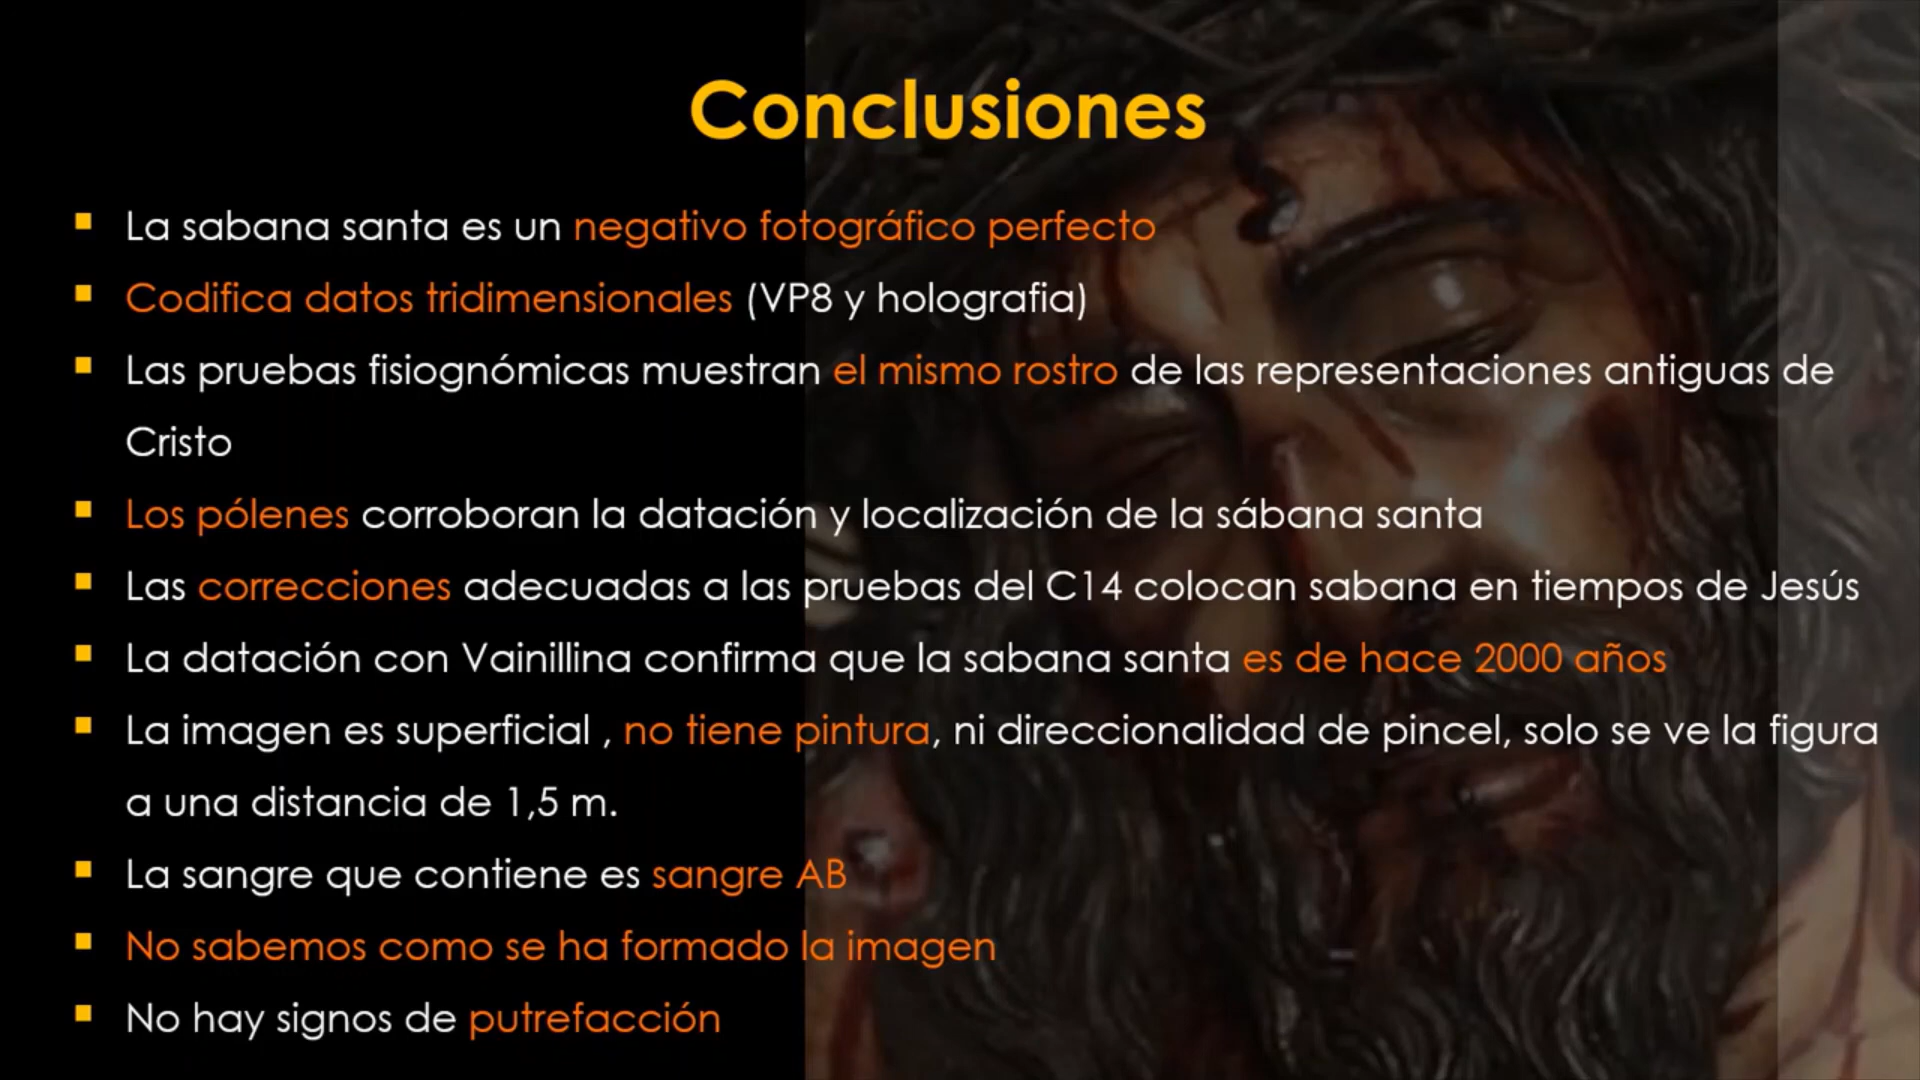 Conclusiones
La sabana santa es un negativo fotográfico perfecto
Codifica datos tridimensionales (VP8 y holografia)
Las pruebas fisiognómicas muestran el mismo rostro de las representaciones antiguas de
Cristo
Los pólenes corroboran la datación y localización de la sábana santa
Las correcciones adecuadas a las pruebas del C14 colocan sabana en tiempos de Jesús
La datación con Vainillina confirma que la sabana santa es de hace 2000 años
La imagen es superficial , no tiene pintura, ni direccionalidad de pincel, solo se ve la figura
a una distancia de 1,5 m.
La sangre que contiene es sangre AB
No sabemos como se ha formado la imagen
No hay signos de putrefacción